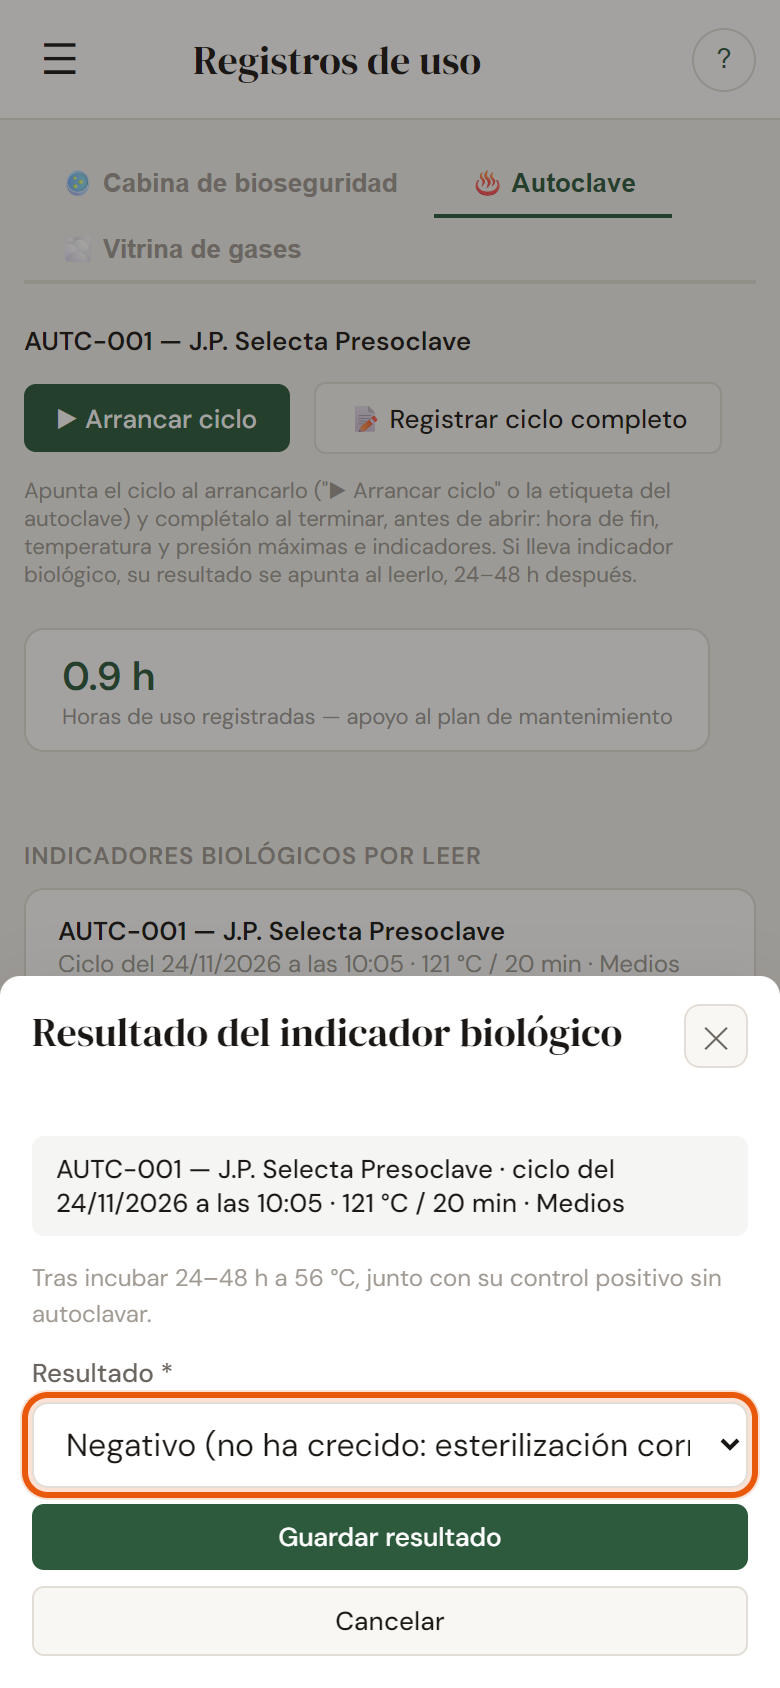 ☰ Registros de uso ?
Cabina de bioseguridad
Autoclave
Vitrina de gases
AUTC-001 — J.P. Selecta Presoclave
▶ Arrancar ciclo
Registrar ciclo completo
Apunta el ciclo al arrancarlo ("▶ Arrancar ciclo" o la etiqueta del
autoclave) y complétalo al terminar, antes de abrir: hora de fin,
temperatura y presión máximas e indicadores. Si lleva indicador
biológico, su resultado se apunta al leerlo, 24–48 h después.
0.9 h
Horas de uso registradas — apoyo al plan de mantenimiento
INDICADORES BIOLÓGICOS POR LEER
AUTC-001 — J.P. Selecta Presoclave
Ciclo del 24/11/2026 a las 10:05 · 121 °C / 20 min · Medios
Resultado del indicador biológico
AUTC-001 — J.P. Selecta Presoclave · ciclo del
24/11/2026 a las 10:05 · 121 °C / 20 min · Medios
Tras incubar 24–48 h a 56 °C, junto con su control positivo sin
autoclavar.
Resultado *
Negativo (no ha crecido: esterilización corr
Guardar resultado
Cancelar